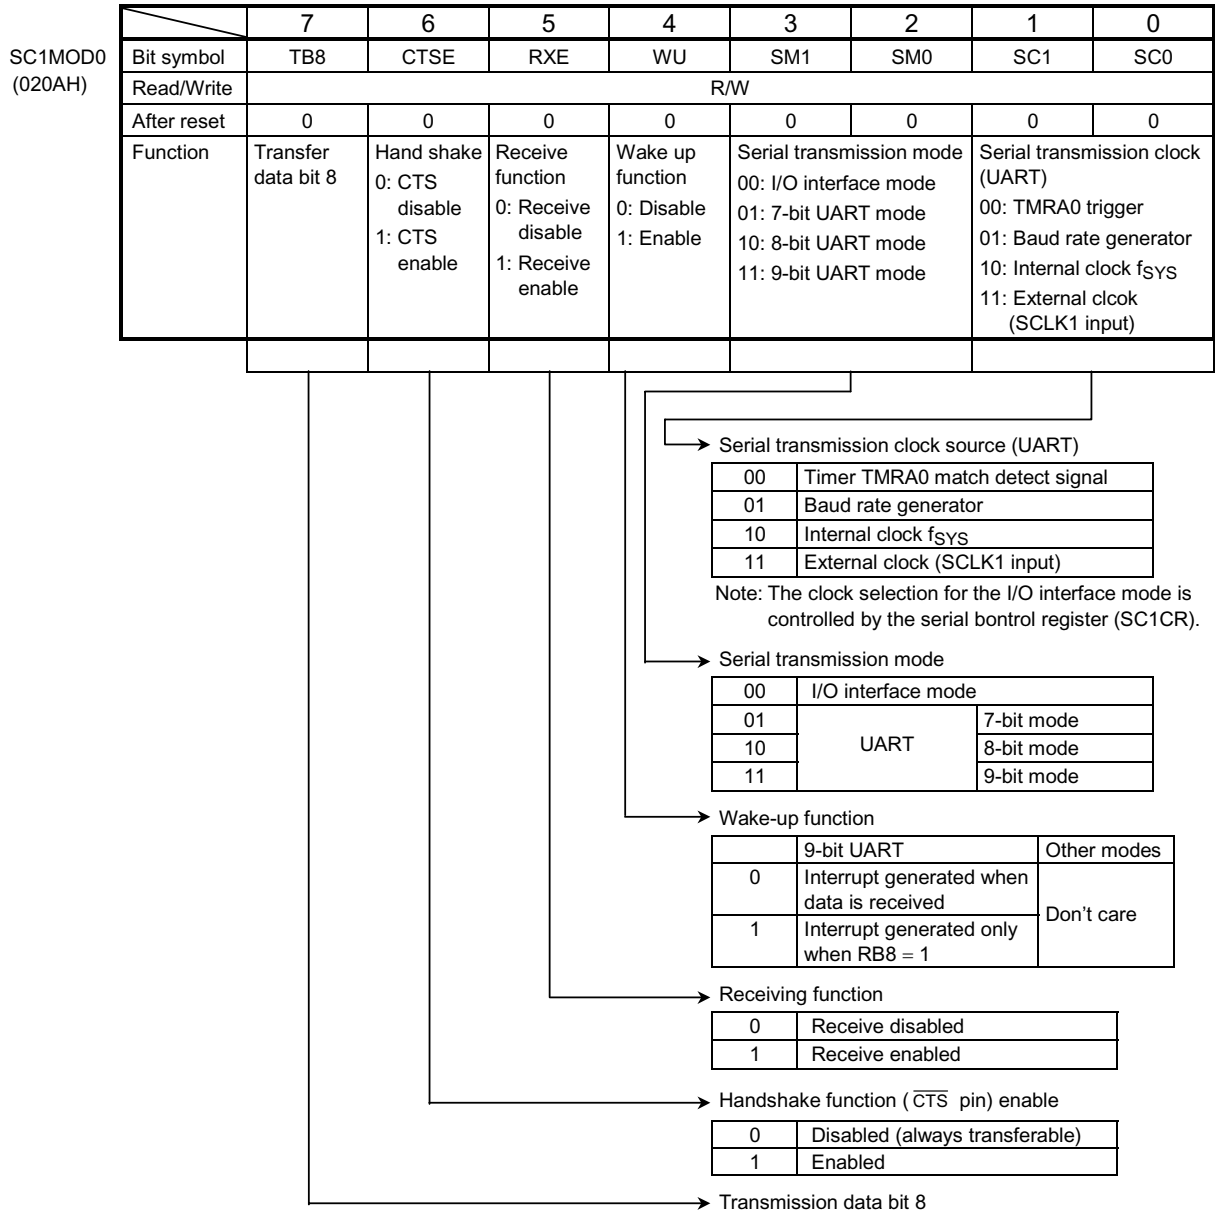 7 6 5 4 3 2 1 0
SC1MOD0
(020AH)
Bit symbol TB8 CTSE RXE WU SM1 SM0 SC1 SC0
Read/Write R/W
After reset 0 0 0 0 0 0 0 0
Function
Transfer
data bit 8
Hand shake
0: CTS
disable
1: CTS
enable
Receive
function
0: Receive
disable
1: Receive
enable
Wake up
function
0: Disable
1: Enable
Serial transmission mode
00: I/O interface mode
01: 7-bit UART mode
10: 8-bit UART mode
11: 9-bit UART mode
Serial transmission clock
(UART)
00: TMRA0 trigger
01: Baud rate generator
10: Internal clock fSYS
11: External clcok
(SCLK1 input)
Serial transmission clock source (UART)
00 Timer TMRA0 match detect signal
01 Baud rate generator
10 Internal clock fSYS
11 External clock (SCLK1 input)
Note: The clock selection for the I/O interface mode is
controlled by the serial bontrol register (SC1CR).
Serial transmission mode
00 I/O interface mode
01 7-bit mode
10 UART 8-bit mode
11 9-bit mode
Wake-up function
9-bit UART Other modes
0 Interrupt generated when
data is received
Don't care
1 Interrupt generated only
when RB8 = 1
Receiving function
0 Receive disabled
1 Receive enabled
Handshake function ( CTS pin) enable
0 Disabled (always transferable)
1 Enabled
Transmission data bit 8